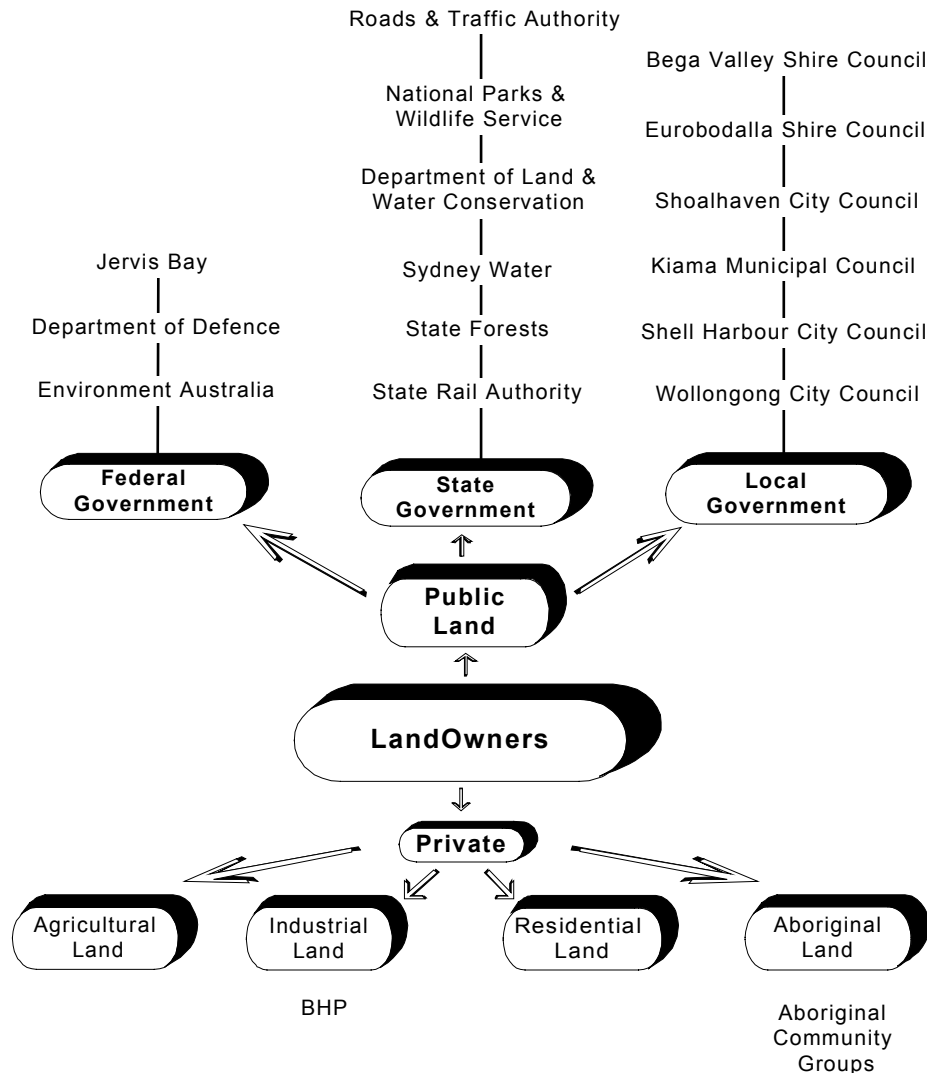 Roads & Traffic Authority
National Parks &
Wildlife Service
Department of Land &
Water Conservation
Sydney Water
State Forests
State Rail Authority
Bega Valley Shire Council
Eurobodalla Shire Council
Shoalhaven City Council
Kiama Municipal Council
Shell Harbour City Council
Wollongong City Council
Jervis Bay
Department of Defence
Environment Australia
Federal
Government
State
Government
Local
Government
Public
Land
LandOwners
Private
Agricultural
Land
Industrial
Land
Residential
Land
Aboriginal
Land
BHP
Aboriginal
Community
Groups